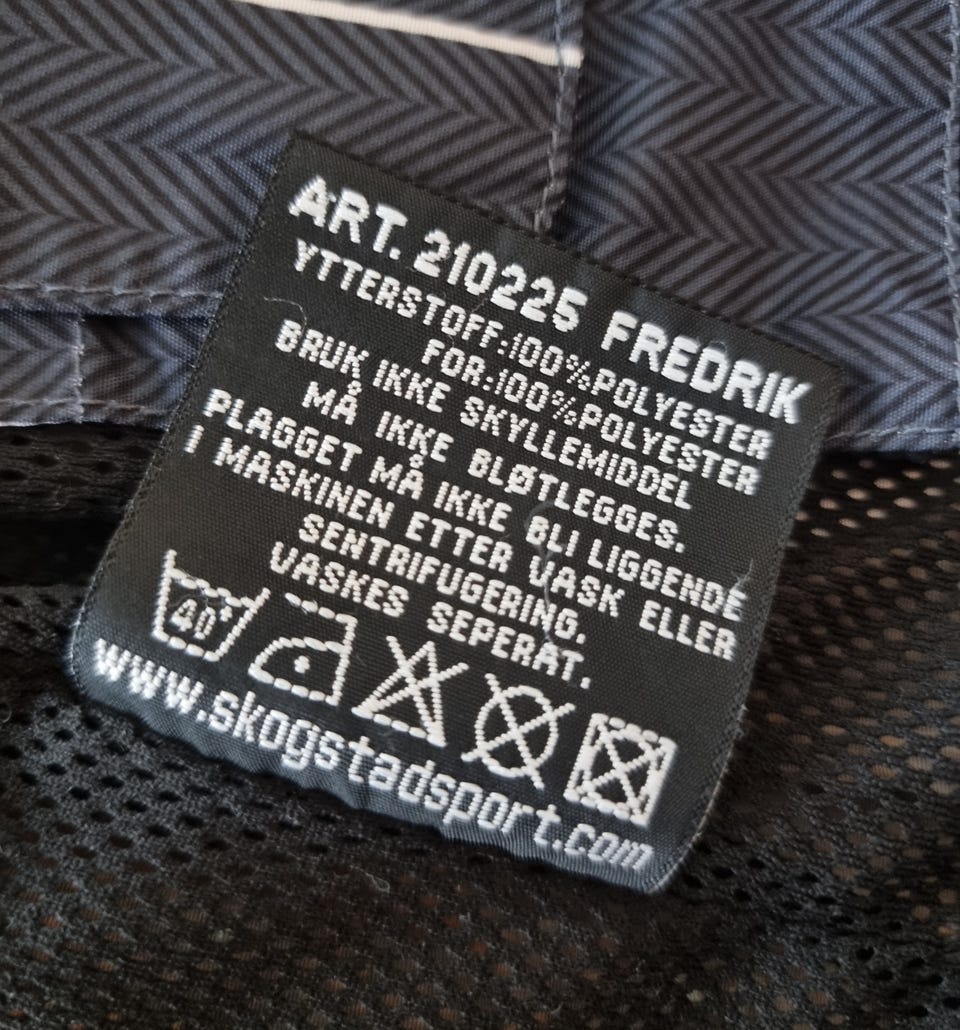 ART. 210225 FREDRIK
YTTERSTOFF:100%POLYESTER
FOR:100%POLYESTER
BRUK IKKE SKYLLEMIDDEL
MÅ IKKE BLØTLEGGES.
PLAGGET MÅ IKKE BLI LIGGENDE
I MASKINEN ETTER VASK ELLER
SENTRIFUGERING.
VASKES SEPERAT.
40°
www.skogstadsport.com